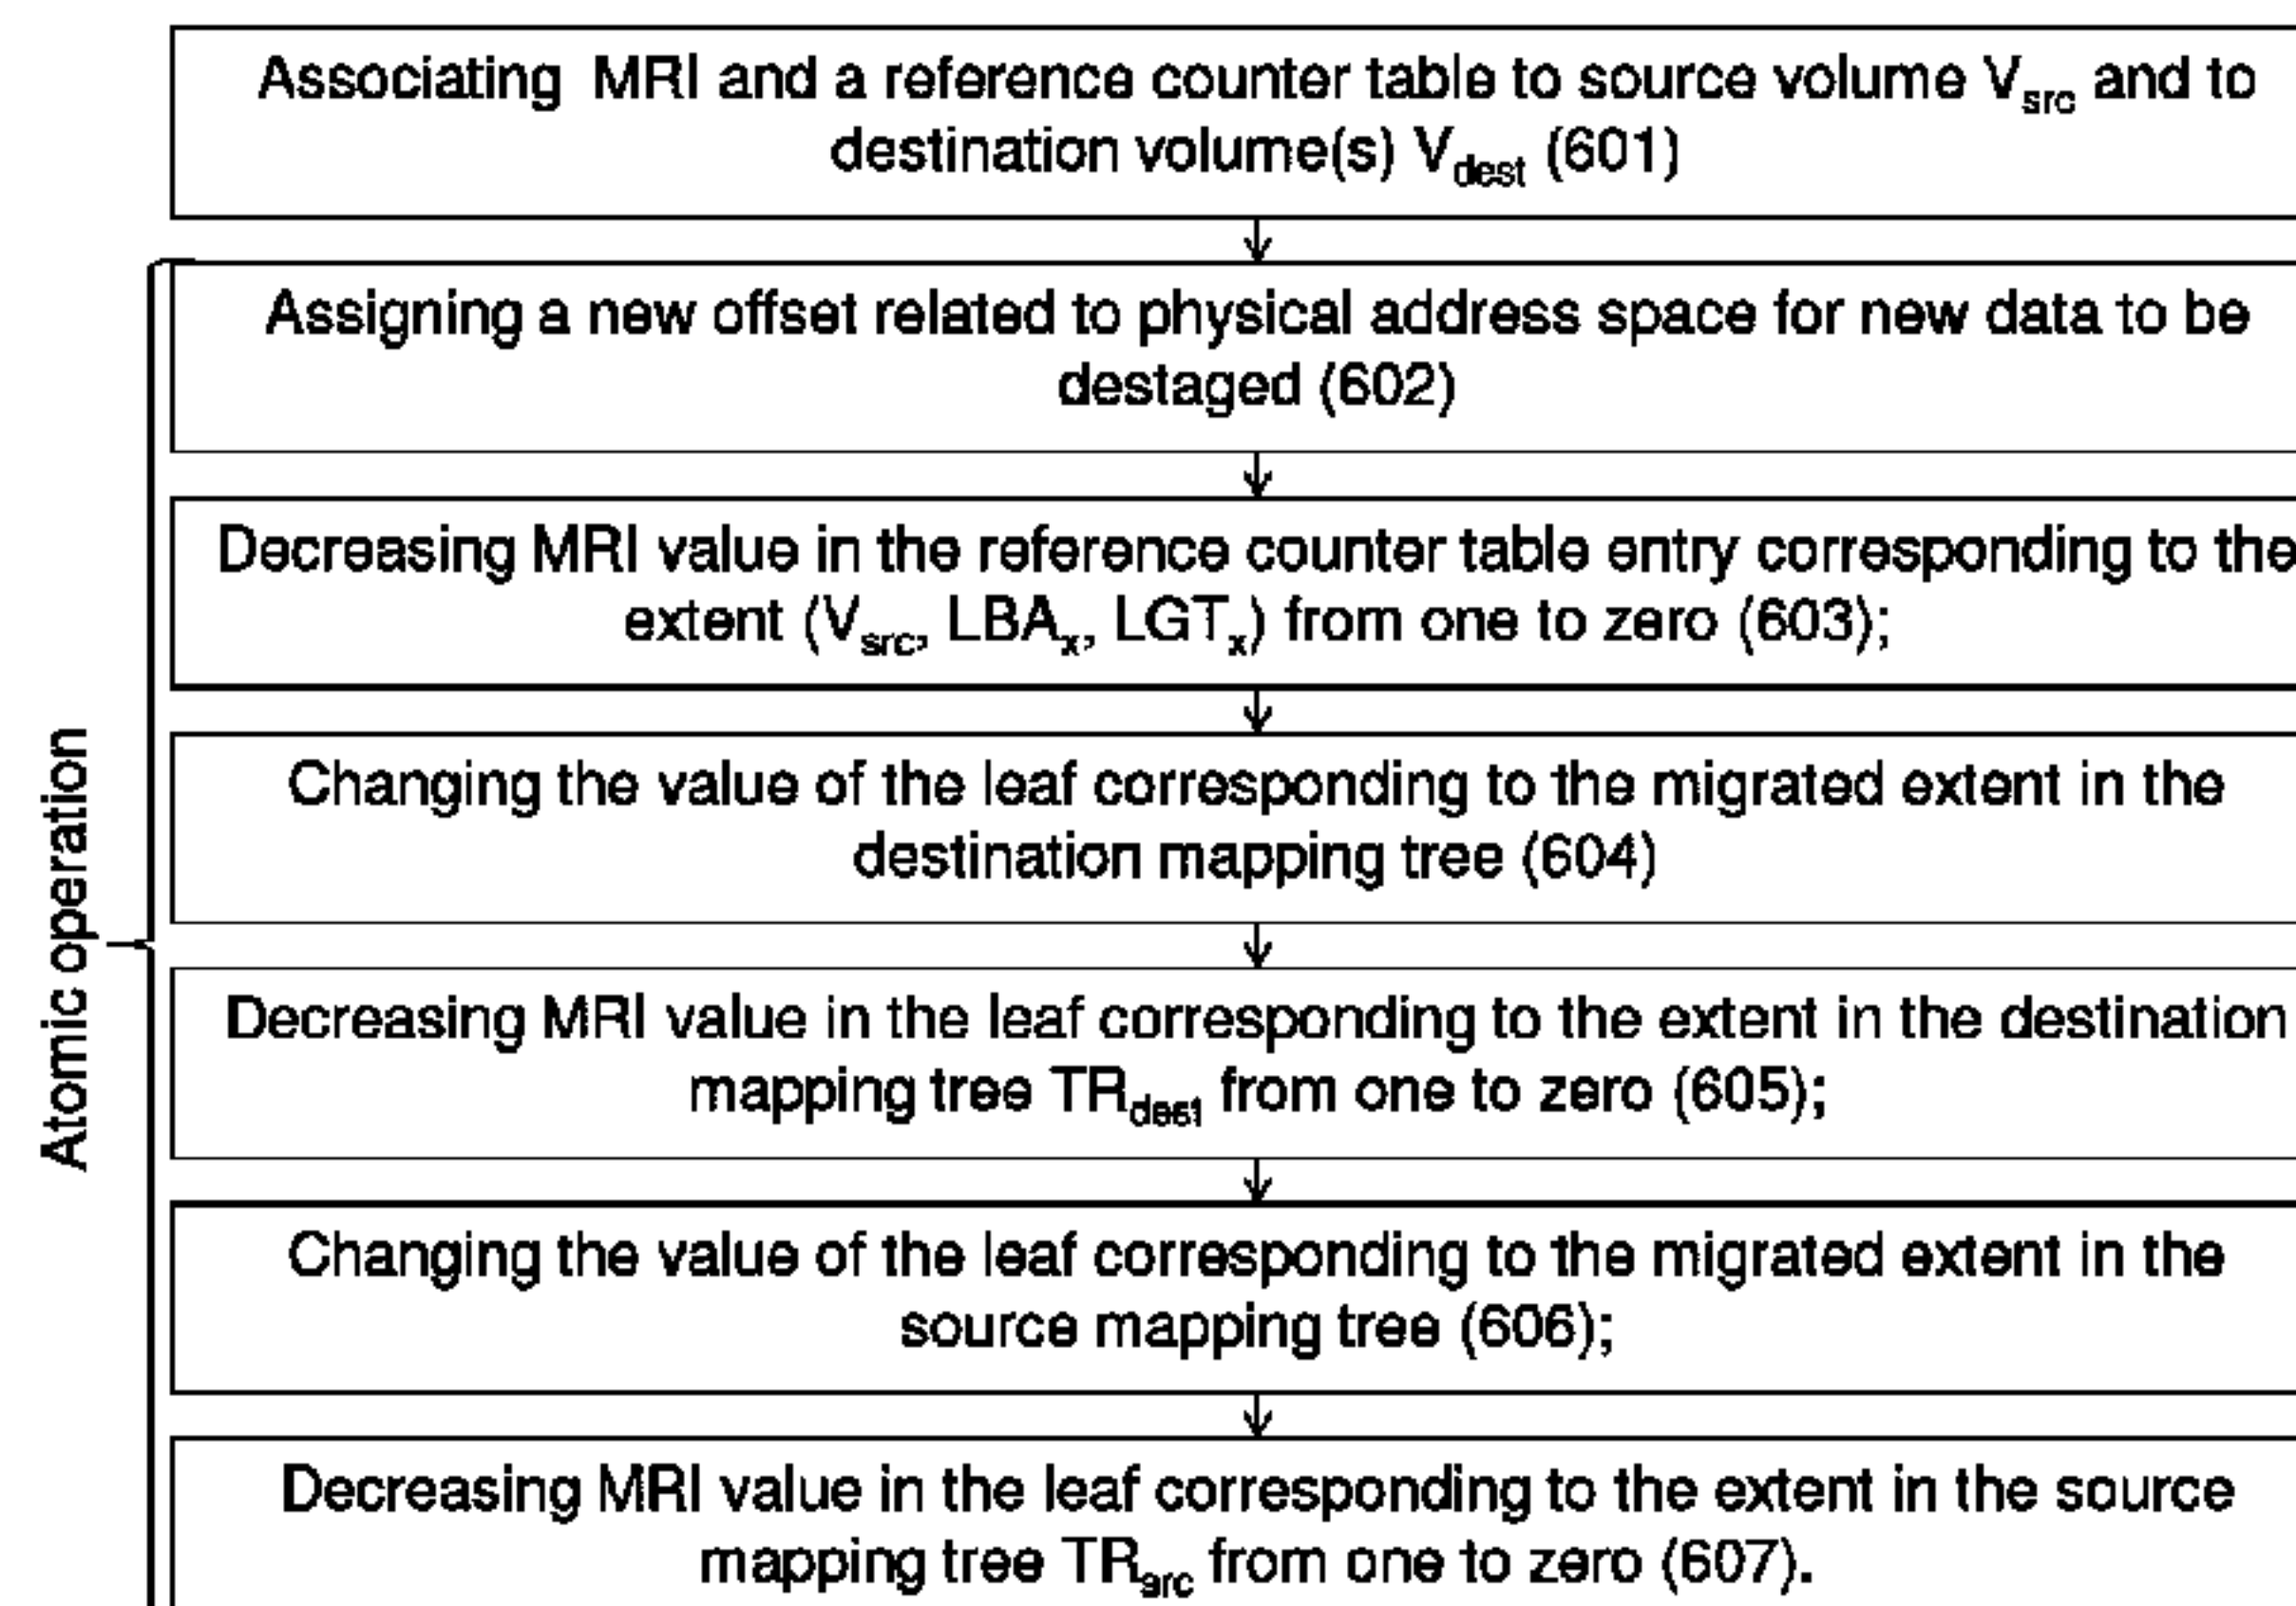 Associating MRI and a reference counter table to source volume Vsrc and to
destination volume(s) Vdest (601)
Assigning a new offset related to physical address space for new data to be
destaged (602)
Decreasing MRI value in the reference counter table entry corresponding to the
extent (Vsrc, LBAx, LGTx) from one to zero (603);
Changing the value of the leaf corresponding to the migrated extent in the
destination mapping tree (604)
Decreasing MRI value in the leaf corresponding to the extent in the destination
mapping tree TRdest from one to zero (605);
Changing the value of the leaf corresponding to the migrated extent in the
source mapping tree (606);
Decreasing MRI value in the leaf corresponding to the extent in the source
mapping tree TRsrc from one to zero (607).
Atomic operation